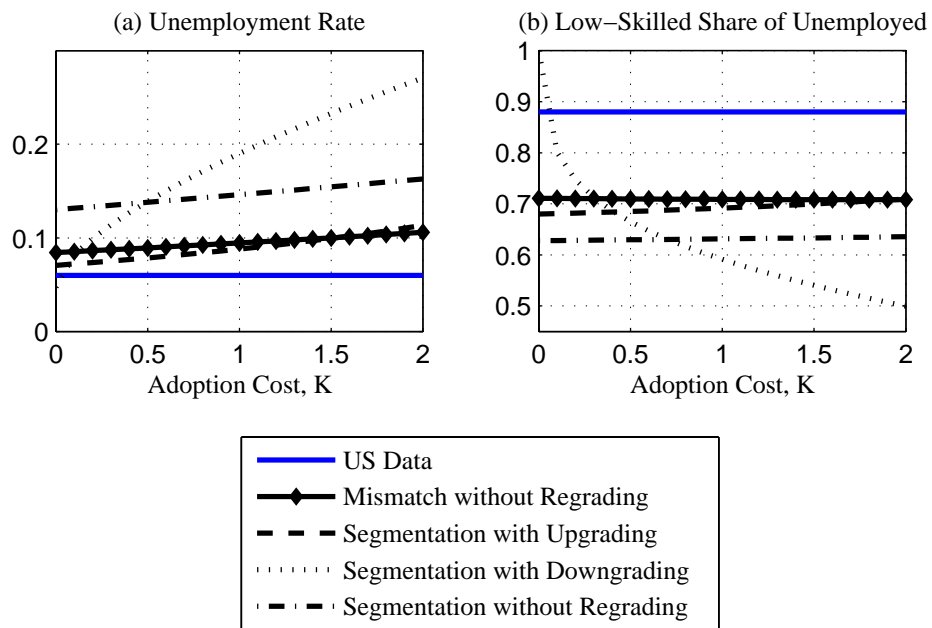 (a) Unemployment Rate
(b) Low−Skilled Share of Unemployed
0.2
0.1
0
0 0.5 1 1.5 2
Adoption Cost, K
1
0.9
0.8
0.7
0.6
0.5
0 0.5 1 1.5 2
Adoption Cost, K
US Data
Mismatch without Regrading
Segmentation with Upgrading
Segmentation with Downgrading
Segmentation without Regrading